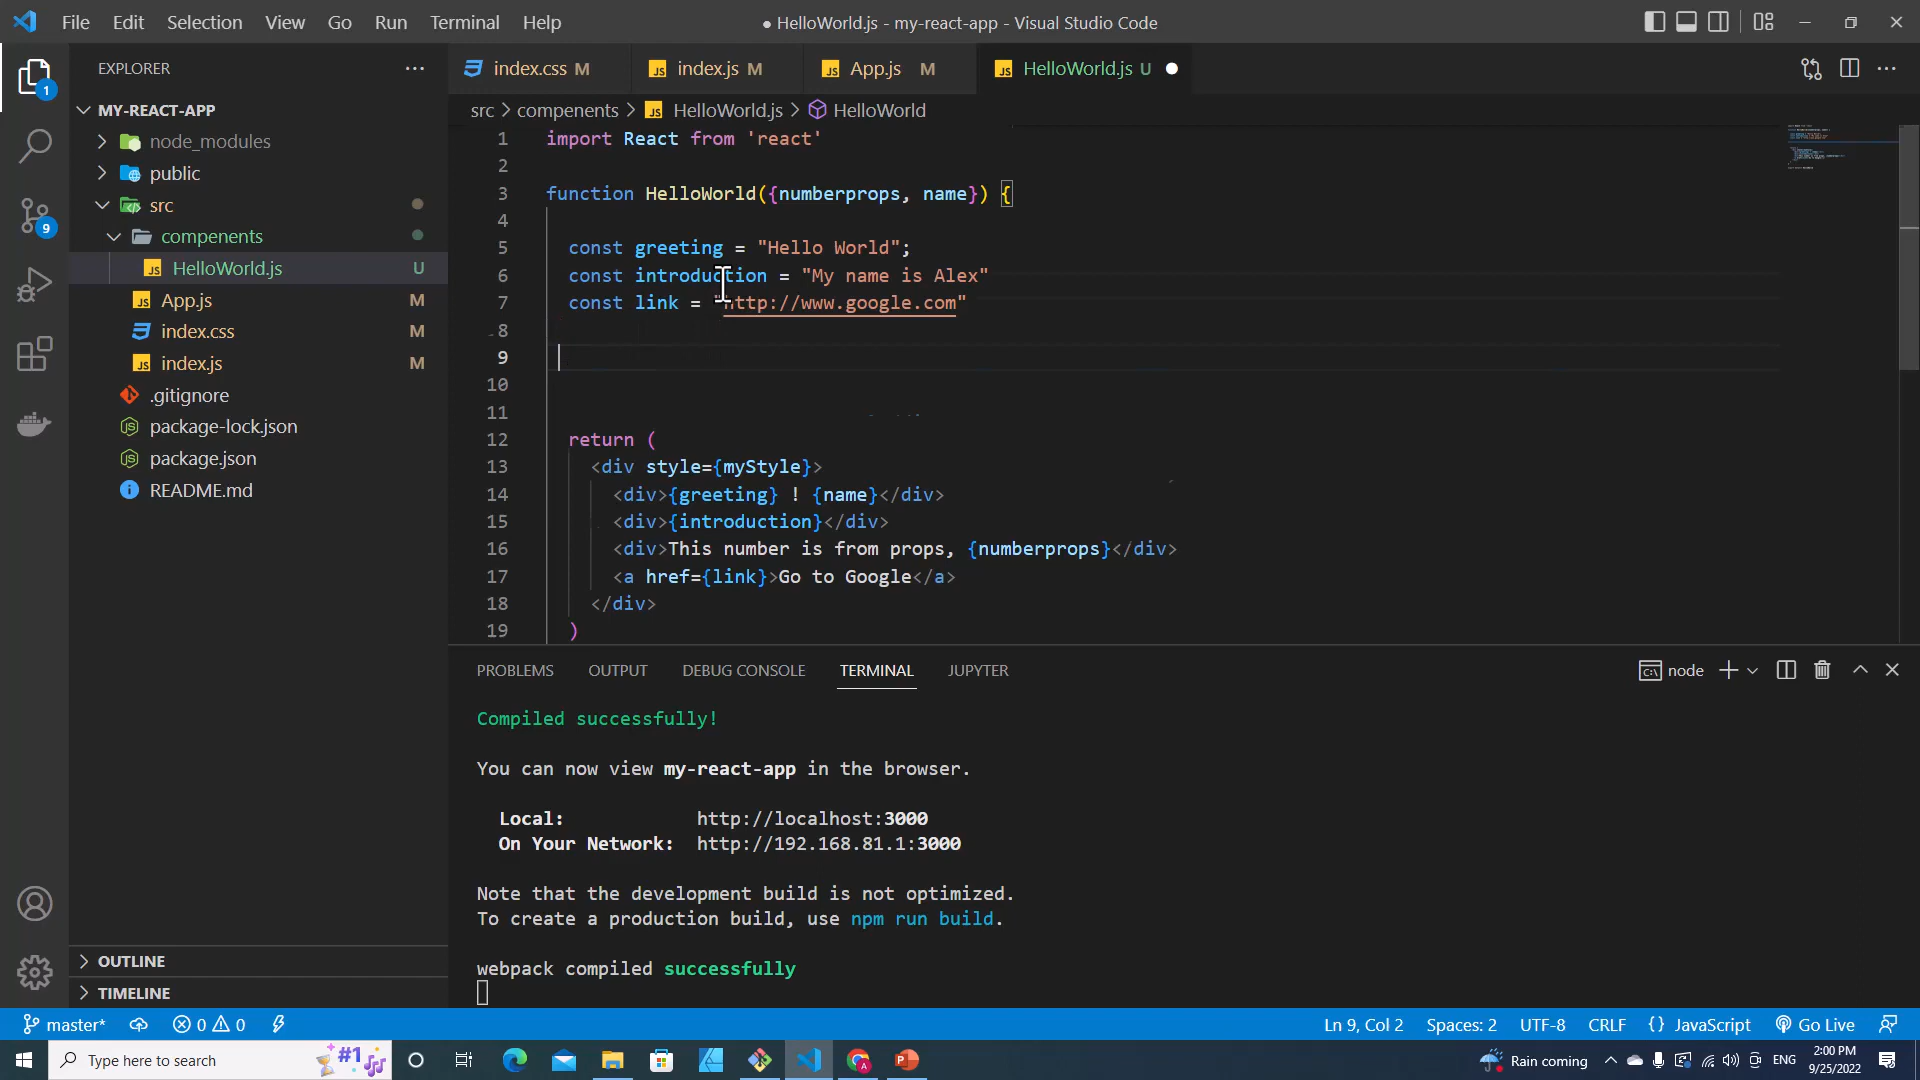 File Edit Selection View Go Run Terminal Help
● HelloWorld.js - my-react-app - Visual Studio Code
EXPLORER
index.css M
index.js M
App.js M
HelloWorld.js U
src > compenents > HelloWorld.js > HelloWorld
MY-REACT-APP
node_modules
public
src
compenents
HelloWorld.js U
App.js M
index.css M
index.js M
.gitignore
package-lock.json
package.json
README.md
OUTLINE
TIMELINE
1
9
1 import React from 'react'
2
3 function HelloWorld({numberprops, name}) {
4
5 const greeting = "Hello World";
6 const introduction = "My name is Alex"
7 const link = "http://www.google.com"
8
9
10
11
12 return (
13 <div style={myStyle}>
14 <div>{greeting} ! {name}</div>
15 <div>{introduction}</div>
16 <div>This number is from props, {numberprops}</div>
17 <a href={link}>Go to Google</a>
18 </div>
19 )
PROBLEMS OUTPUT DEBUG CONSOLE TERMINAL JUPYTER
node
Compiled successfully!
You can now view my-react-app in the browser.
Local: http://localhost:3000
On Your Network: http://192.168.81.1:3000
Note that the development build is not optimized.
To create a production build, use npm run build.
webpack compiled successfully
master* 0 0
Ln 9, Col 2 Spaces: 2 UTF-8 CRLF {} JavaScript Go Live
Type here to search
#1
Rain coming
ENG
2:00 PM
9/25/2022